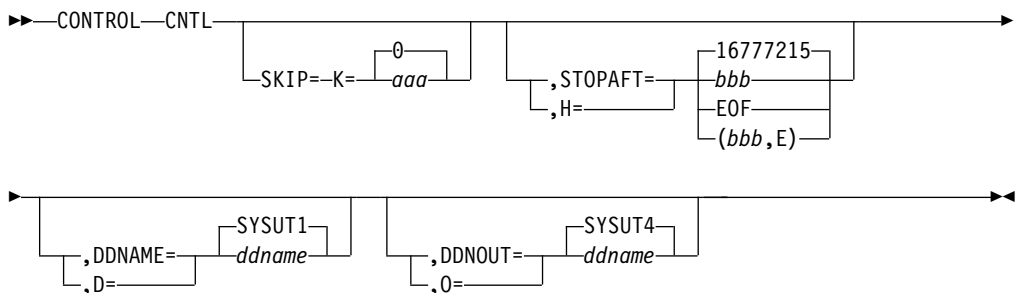 CONTROL CNTL
0
16777215
SKIP= K= aaa
,STOPAFT= bbb
,H=
EOF
(bbb,E)
SYSUT1
SYSUT4
,DDNAME= ddname
,DDNOUT= ddname
,D=
,O=